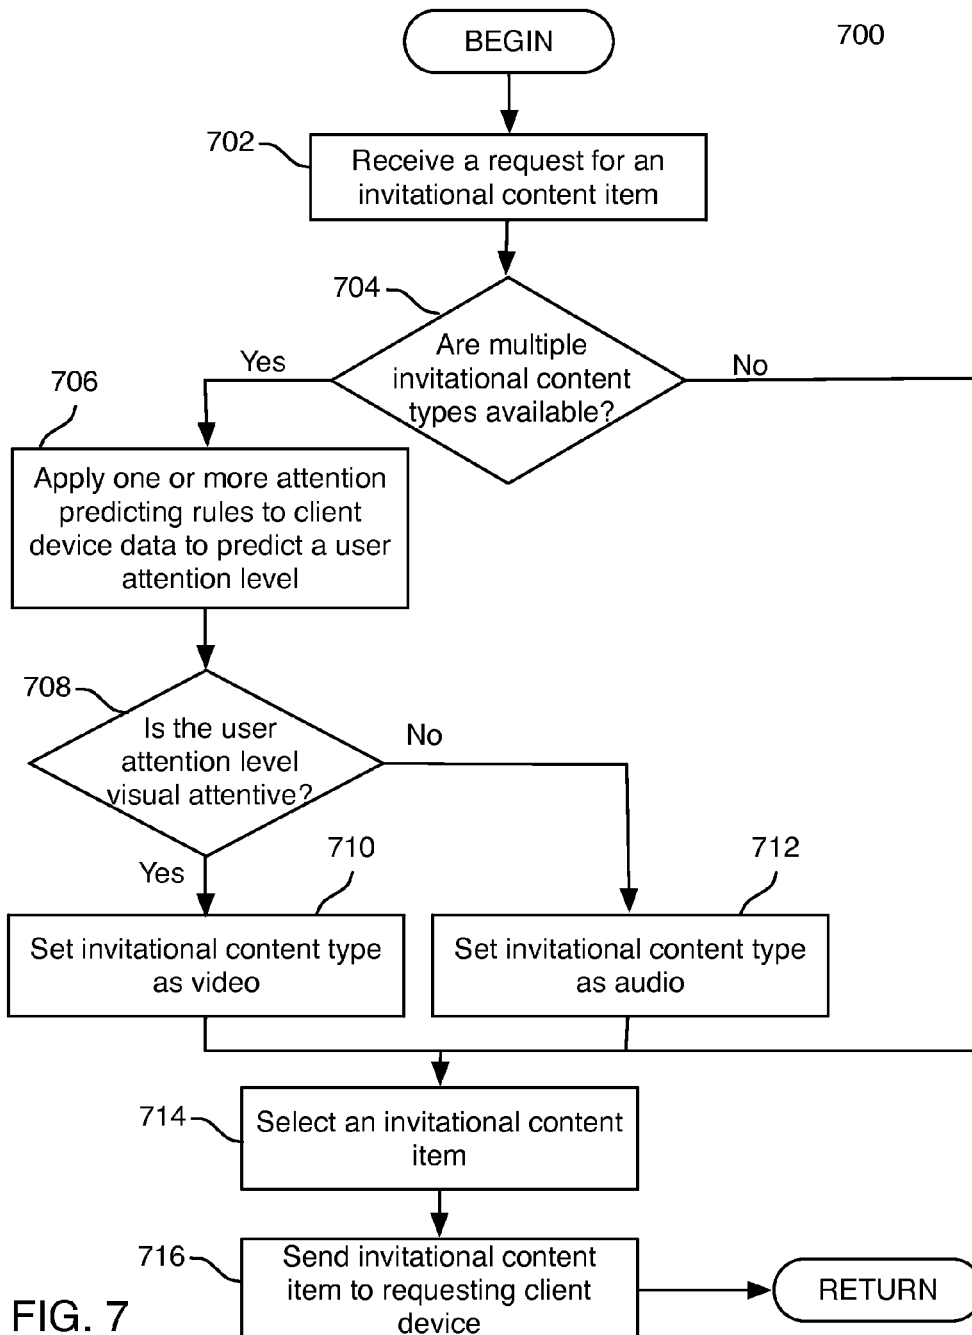 BEGIN
700
702
Receive a request for an
invitational content item
704
Are multiple
invitational content
types available?
Yes
No
706
Apply one or more attention
predicting rules to client
device data to predict a user
attention level
708
Is the user
attention level
visual attentive?
No
Yes
710
Set invitational content type
as video
712
Set invitational content type
as audio
714
Select an invitational content
item
716
Send invitational content
item to requesting client
device
RETURN
FIG. 7